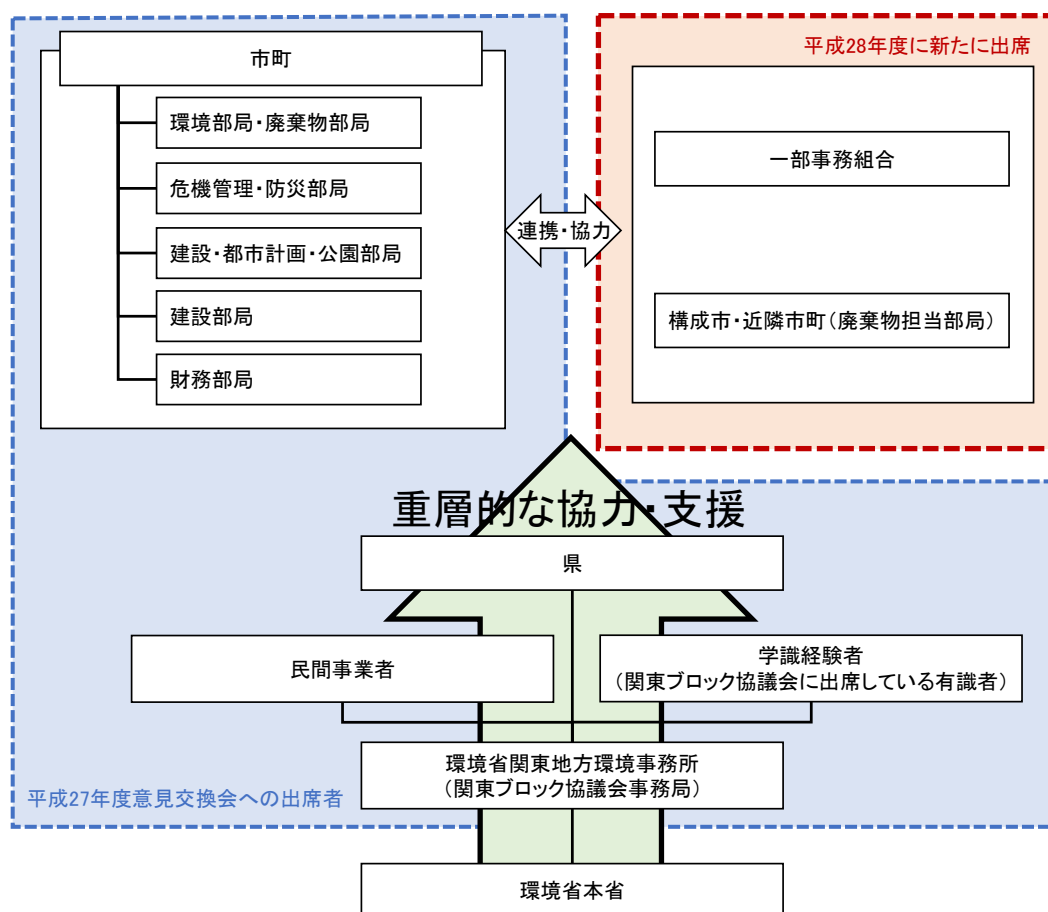 市町
環境部局・廃棄物部局
危機管理・防災部局
建設・都市計画・公園部局
建設部局
財務部局
連携・協力
平成28年度に新たに出席
一部事務組合
構成市・近隣市町（廃棄物担当部局）
重層的な協力・支援
県
民間事業者
学識経験者
（関東ブロック協議会に出席している有識者）
環境省関東地方環境事務所
（関東ブロック協議会事務局）
平成27年度意見交換会への出席者
環境省本省